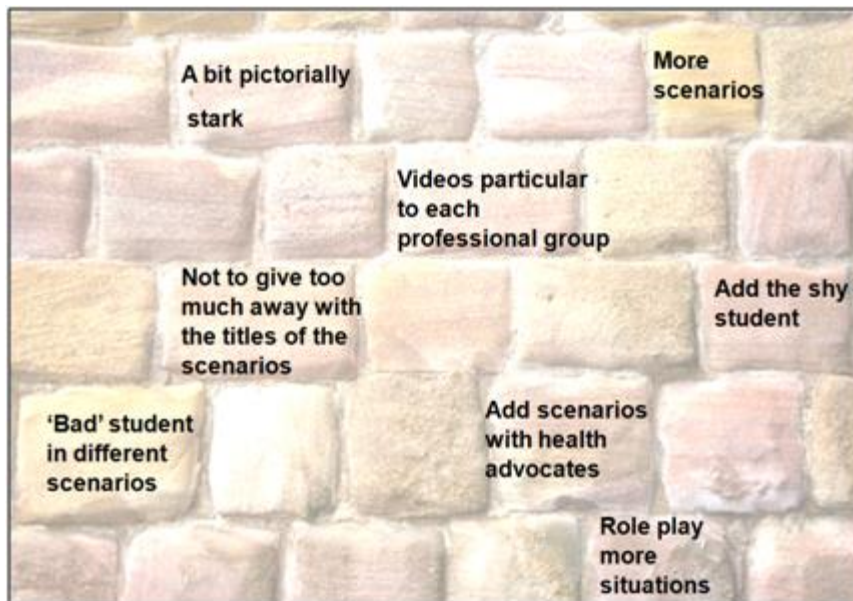 A bit pictorially
stark
More
scenarios
Videos particular
to each
professional group
Not to give too
much away with
the titles of the
scenarios
Add the shy
student
‘Bad’ student
in different
scenarios
Add scenarios
with health
advocates
Role play
more
situations